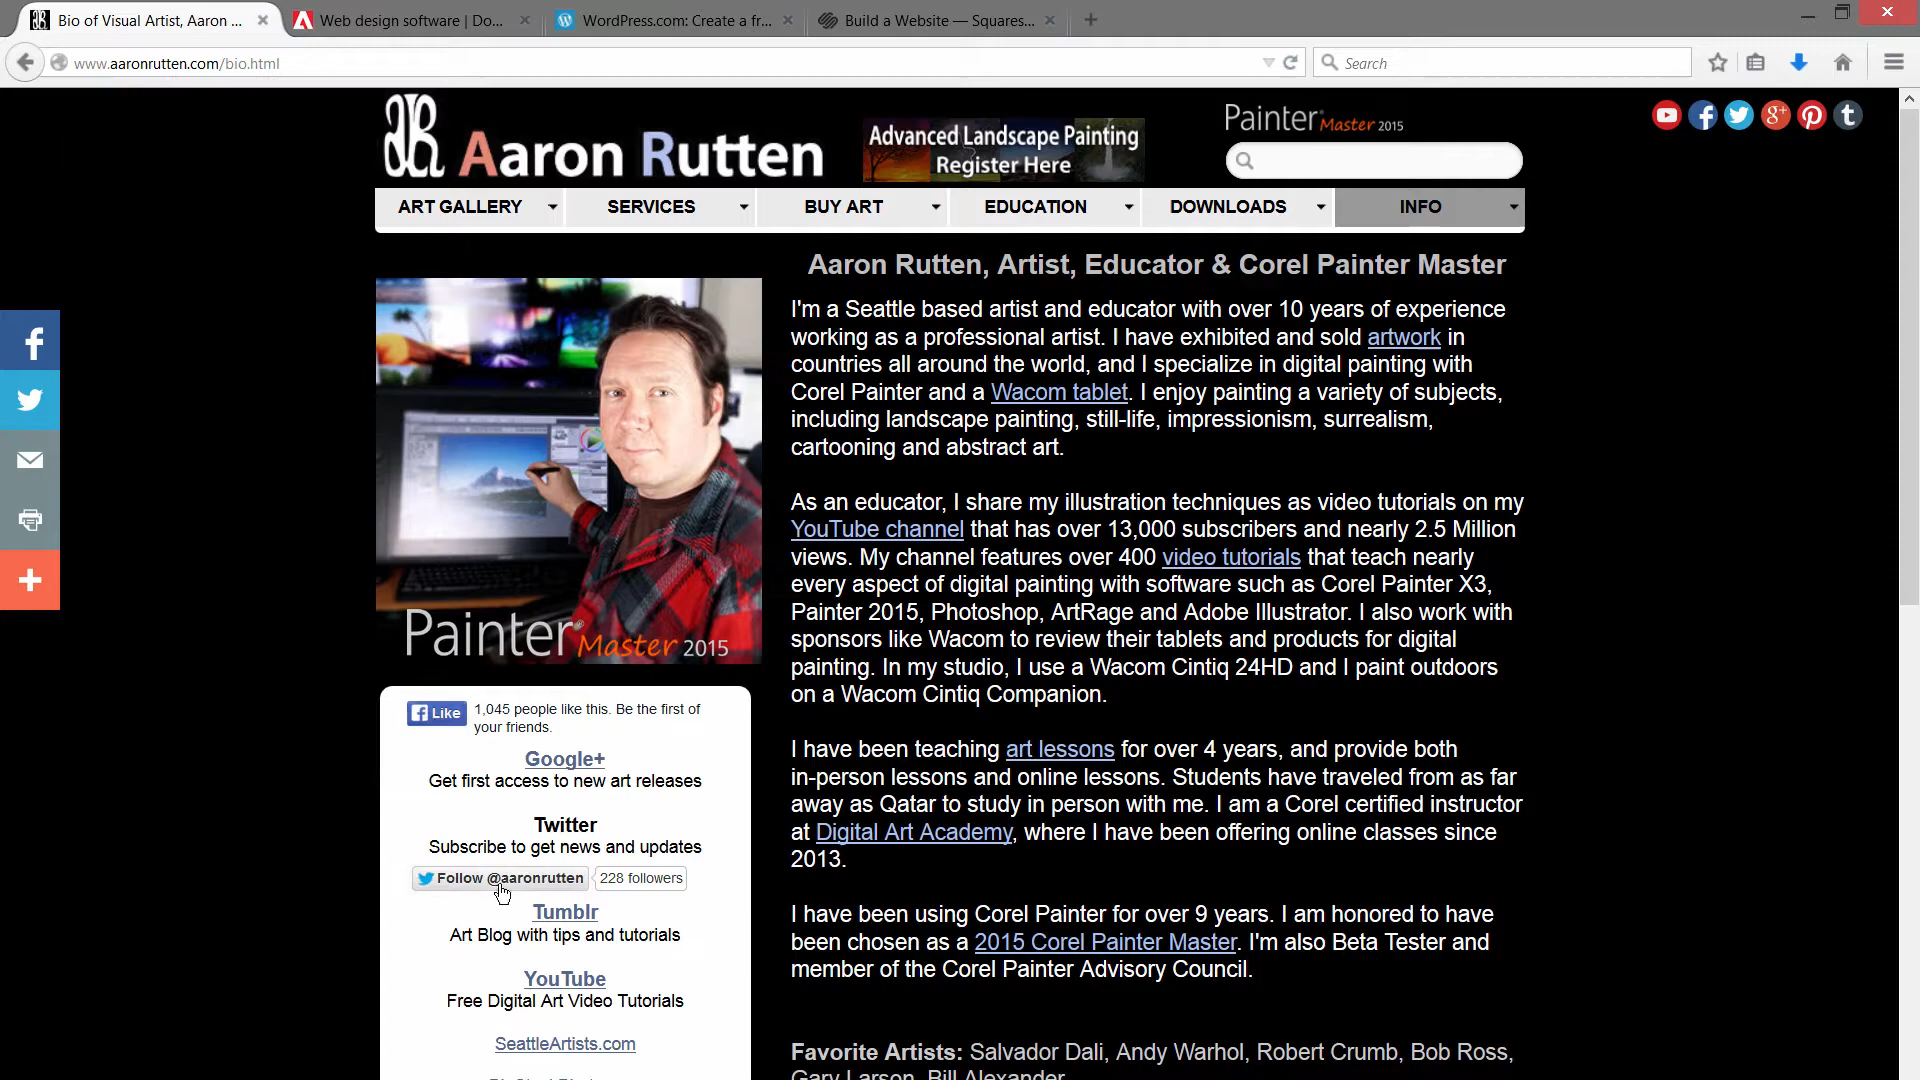 Bio of Visual Artist, Aaron ...
Web design software | Do...
WordPress.com: Create a fr...
Build a Website — Squares...
www.aaronrutten.com/bio.html
Search
Aaron Rutten
Advanced Landscape Painting
Register Here
Painter Master 2015
ART GALLERY
SERVICES
BUY ART
EDUCATION
DOWNLOADS
INFO
Aaron Rutten, Artist, Educator & Corel Painter Master
I'm a Seattle based artist and educator with over 10 years of experience
working as a professional artist. I have exhibited and sold artwork in
countries all around the world, and I specialize in digital painting with
Corel Painter and a Wacom tablet. I enjoy painting a variety of subjects,
including landscape painting, still-life, impressionism, surrealism,
cartooning and abstract art.
As an educator, I share my illustration techniques as video tutorials on my
YouTube channel that has over 13,000 subscribers and nearly 2.5 Million
views. My channel features over 400 video tutorials that teach nearly
every aspect of digital painting with software such as Corel Painter X3,
Painter 2015, Photoshop, ArtRage and Adobe Illustrator. I also work with
sponsors like Wacom to review their tablets and products for digital
painting. In my studio, I use a Wacom Cintiq 24HD and I paint outdoors
on a Wacom Cintiq Companion.
I have been teaching art lessons for over 4 years, and provide both
in-person lessons and online lessons. Students have traveled from as far
away as Qatar to study in person with me. I am a Corel certified instructor
at Digital Art Academy, where I have been offering online classes since
2013.
I have been using Corel Painter for over 9 years. I am honored to have
been chosen as a 2015 Corel Painter Master. I'm also Beta Tester and
member of the Corel Painter Advisory Council.
Favorite Artists: Salvador Dali, Andy Warhol, Robert Crumb, Bob Ross,
Gary Larson, Bill Alexander
Painter Master 2015
Like
1,045 people like this. Be the first of
your friends.
Google+
Get first access to new art releases
Twitter
Subscribe to get news and updates
Follow @aaronrutten
228 followers
Tumblr
Art Blog with tips and tutorials
YouTube
Free Digital Art Video Tutorials
SeattleArtists.com